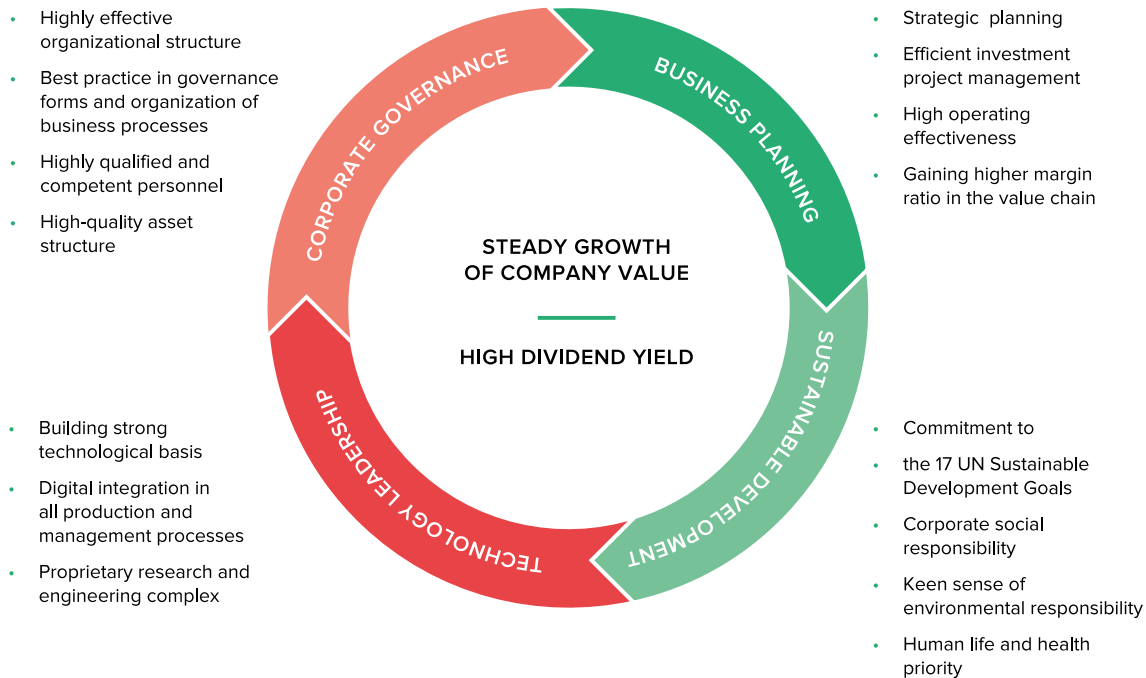 • Highly effective
organizational structure
• Best practice in governance
forms and organization of
business processes
• Highly qualified and
competent personnel
• High-quality asset
structure
CORPORATE GOVERNANCE
BUSINESS PLANNING
• Strategic planning
• Efficient investment
project management
• High operating
effectiveness
• Gaining higher margin
ratio in the value chain
STEADY GROWTH
OF COMPANY VALUE
HIGH DIVIDEND YIELD
• Building strong
technological basis
• Digital integration in
all production and
management processes
• Proprietary research and
engineering complex
TECHNOLOGY LEADERSHIP
SUSTAINABLE DEVELOPMENT
• Commitment to
• the 17 UN Sustainable
Development Goals
• Corporate social
responsibility
• Keen sense of
environmental responsibility
• Human life and health
priority